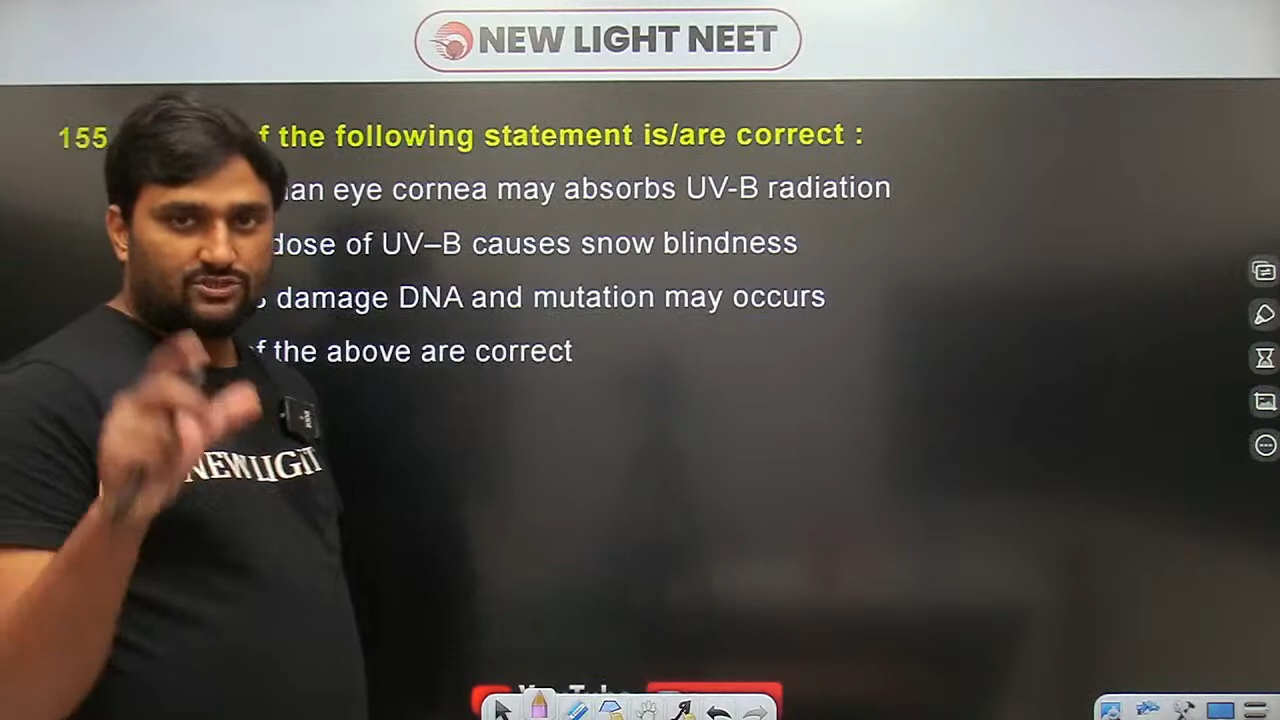 NEW LIGHT NEET
155
the following statement is/are correct :
eye cornea may absorbs UV-B radiation
dose of UV–B causes snow blindness
damage DNA and mutation may occurs
the above are correct
NEWLIGHT